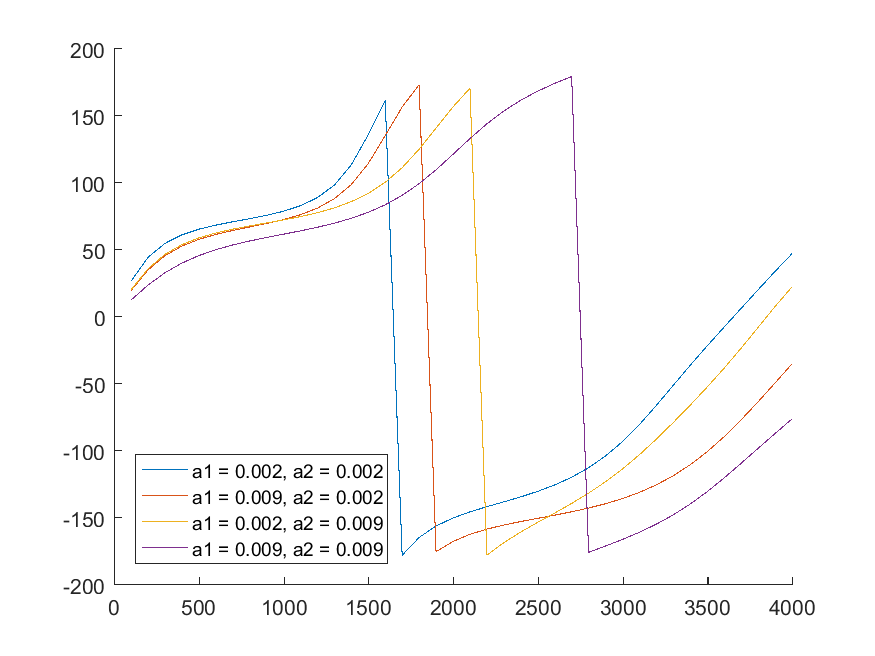 200
150
100
50
0
-50
-100
-150
-200
a1 = 0.002, a2 = 0.002
a1 = 0.009, a2 = 0.002
a1 = 0.002, a2 = 0.009
a1 = 0.009, a2 = 0.009
0 500 1000 1500 2000 2500 3000 3500 4000